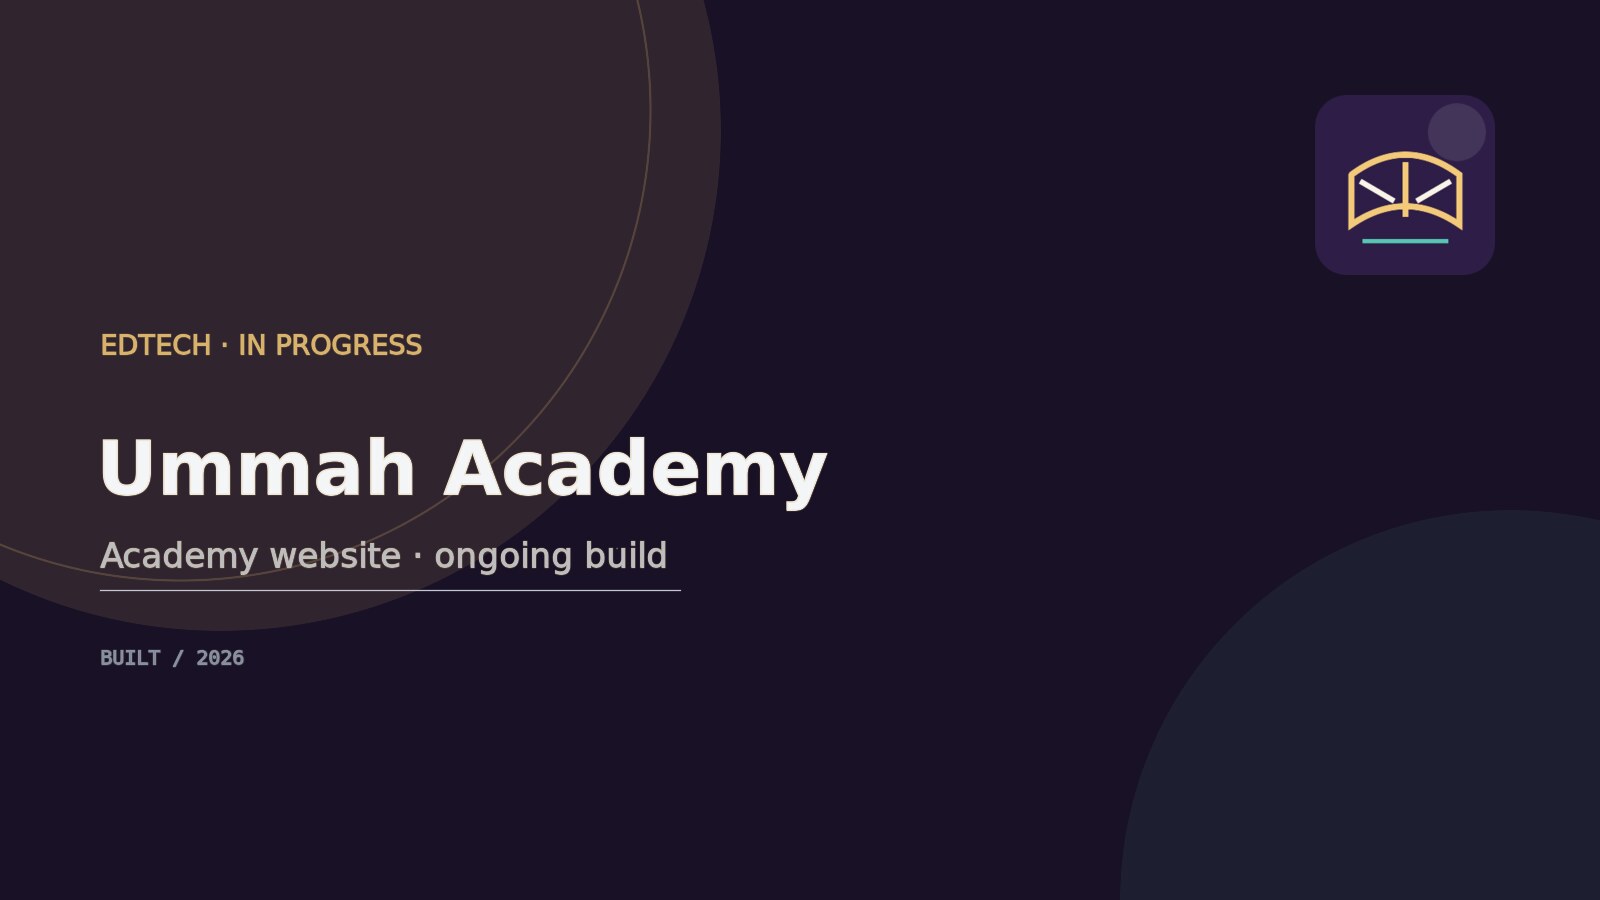 EDTECH · IN PROGRESS
Ummah Academy
Academy website · ongoing build
BUILT / 2026